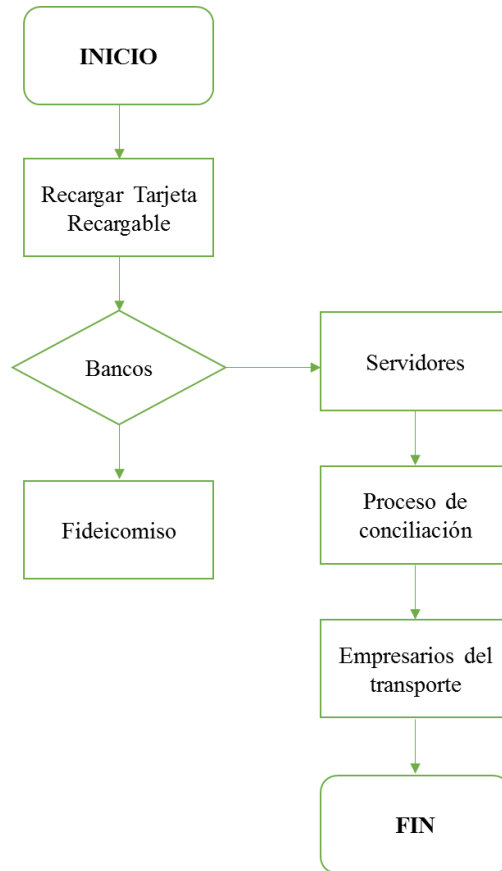 INICIO
Recargar Tarjeta
Recargable
Bancos
Servidores
Fideicomiso
Proceso de
conciliación
Empresarios del
transporte
FIN